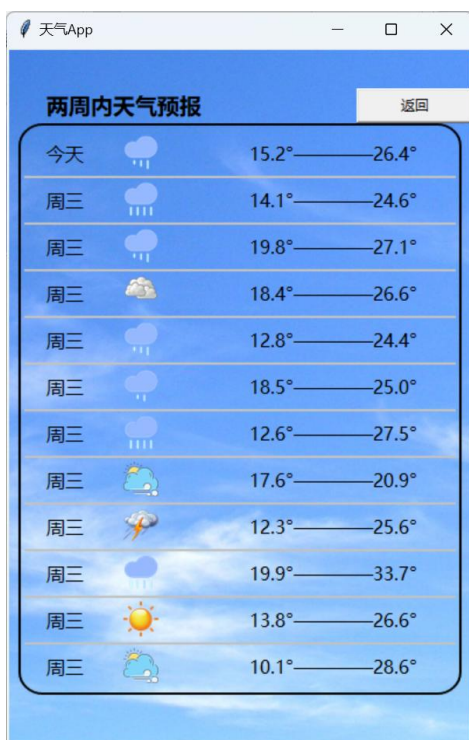 天气App
两周内天气预报
返回
今天 15.2°————26.4°
周三 14.1°————24.6°
周三 19.8°————27.1°
周三 18.4°————26.6°
周三 12.8°————24.4°
周三 18.5°————25.0°
周三 12.6°————27.5°
周三 17.6°————20.9°
周三 12.3°————25.6°
周三 19.9°————33.7°
周三 13.8°————26.6°
周三 10.1°————28.6°